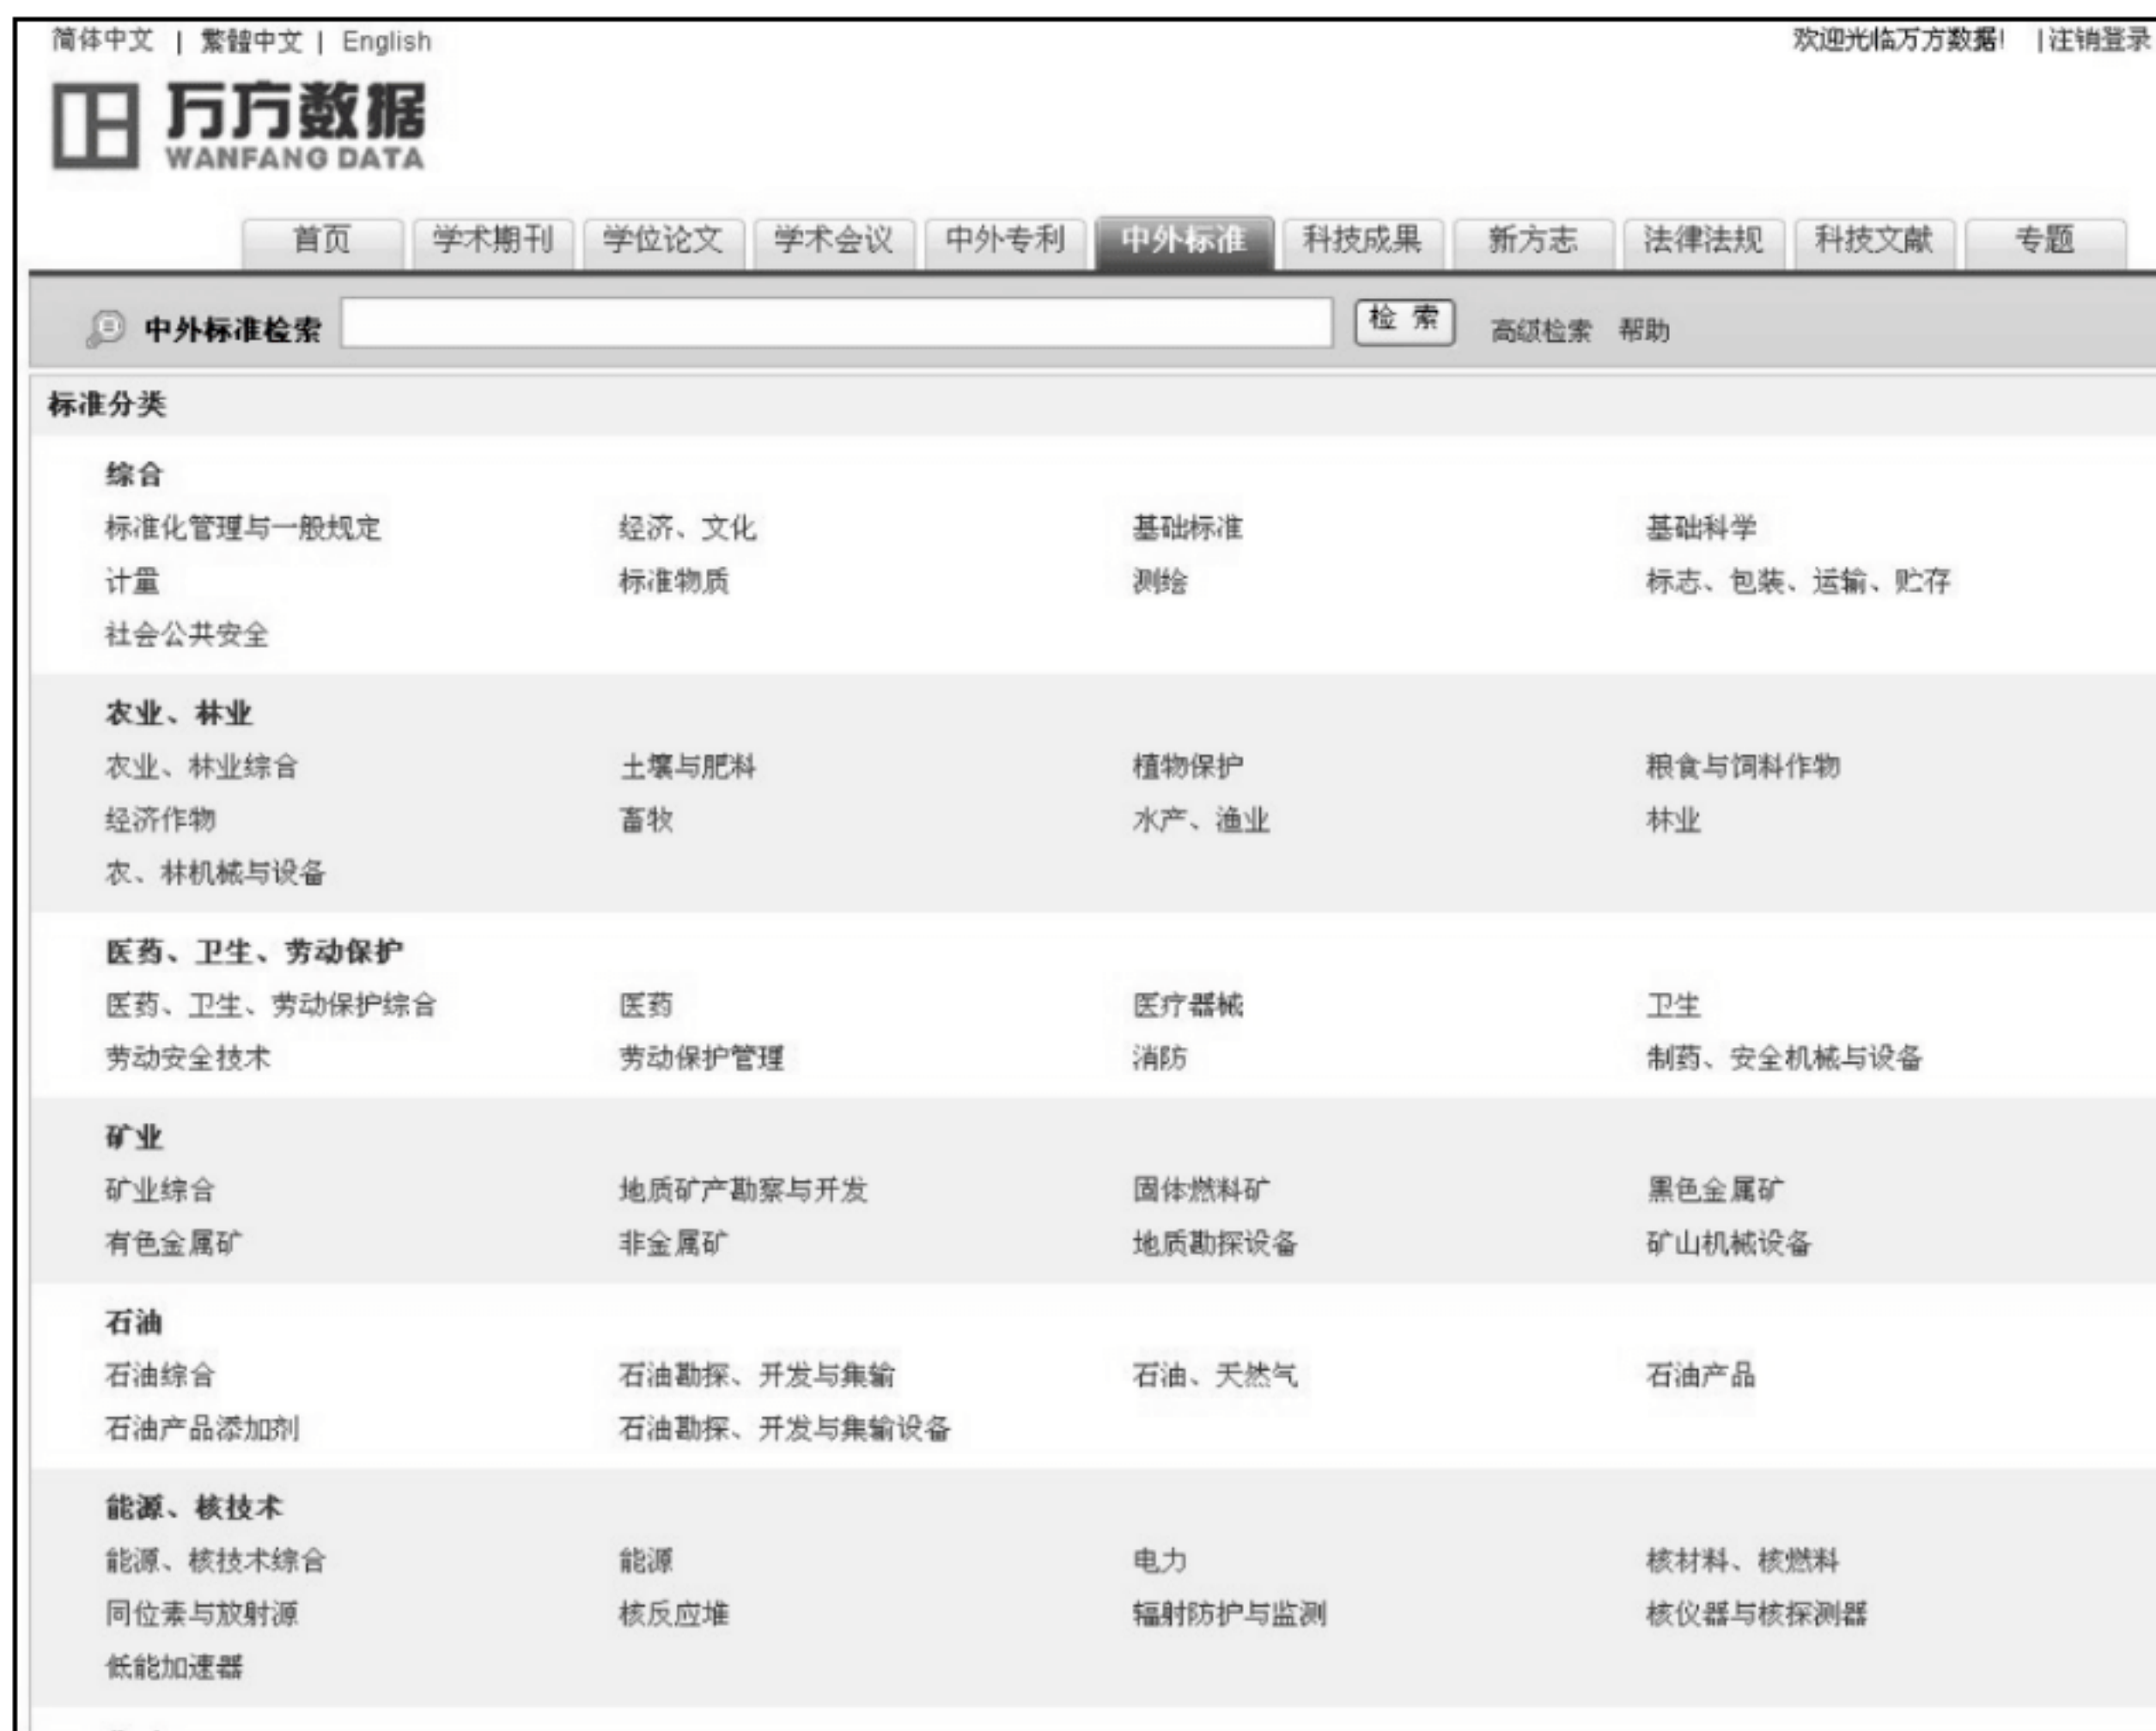 简体中文 | 繁體中文 | English 欢迎光临万方数据! |注销登录
万方数据
WANFANG DATA
首页 学术期刊 学位论文 学术会议 中外专利 中外标准 科技成果 新方志 法律法规 科技文献 专题
中外标准检索 检 索 高级检索 帮助
标准分类
综合
标准化管理与一般规定 经济、文化 基础标准 基础科学
计量 标准物质 测绘 标志、包装、运输、贮存
社会公共安全
农业、林业
农业、林业综合 土壤与肥料 植物保护 粮食与饲料作物
经济作物 畜牧 水产、渔业 林业
农、林机械与设备
医药、卫生、劳动保护
医药、卫生、劳动保护综合 医药 医疗器械 卫生
劳动安全技术 劳动保护管理 消防 制药、安全机械与设备
矿业
矿业综合 地质矿产勘察与开发 固体燃料矿 黑色金属矿
有色金属矿 非金属矿 地质勘探设备 矿山机械设备
石油
石油综合 石油勘探、开发与集输 石油、天然气 石油产品
石油产品添加剂 石油勘探、开发与集输设备
能源、核技术
能源、核技术综合 能源 电力 核材料、核燃料
同位素与放射源 核反应堆 辐射防护与监测 核仪器与核探测器
低能加速器